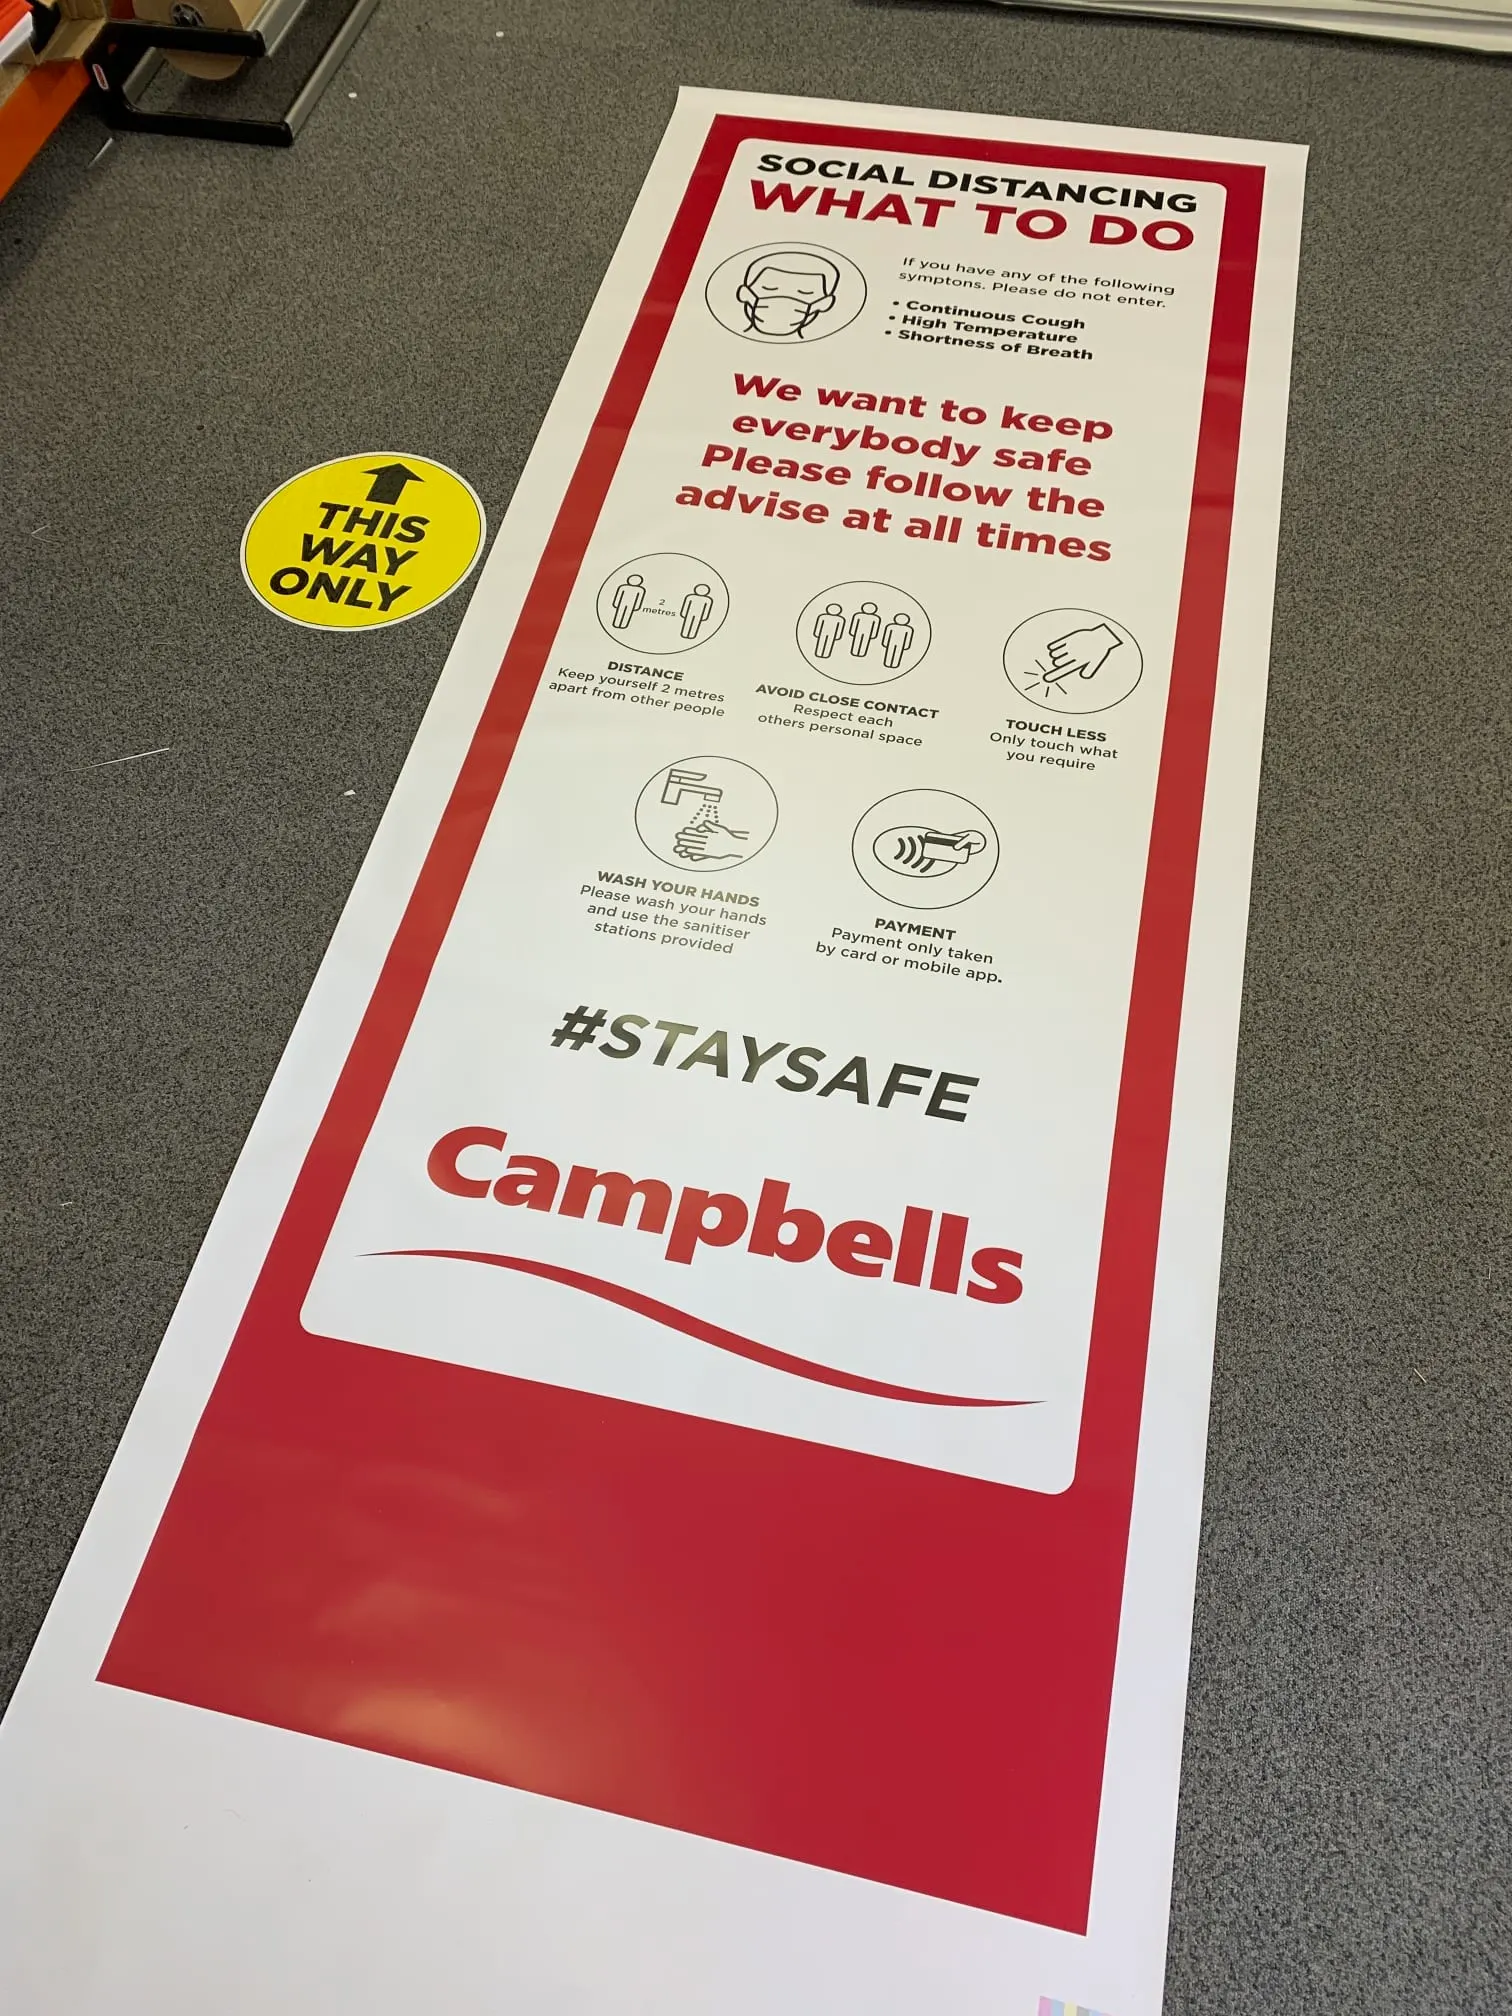 SOCIAL DISTANCING
WHAT TO DO
If you have any of the following
symptons. Please do not enter.
• Continuous Cough
• High Temperature
• Shortness of Breath
We want to keep
everybody safe
Please follow the
advise at all times
2
metres
DISTANCE
Keep yourself 2 metres
apart from other people
AVOID CLOSE CONTACT
Respect each
others personal space
TOUCH LESS
Only touch what
you require
WASH YOUR HANDS
Please wash your hands
and use the sanitiser
stations provided
PAYMENT
Payment only taken
by card or mobile app.
#STAYSAFE
Campbells
THIS
WAY
ONLY